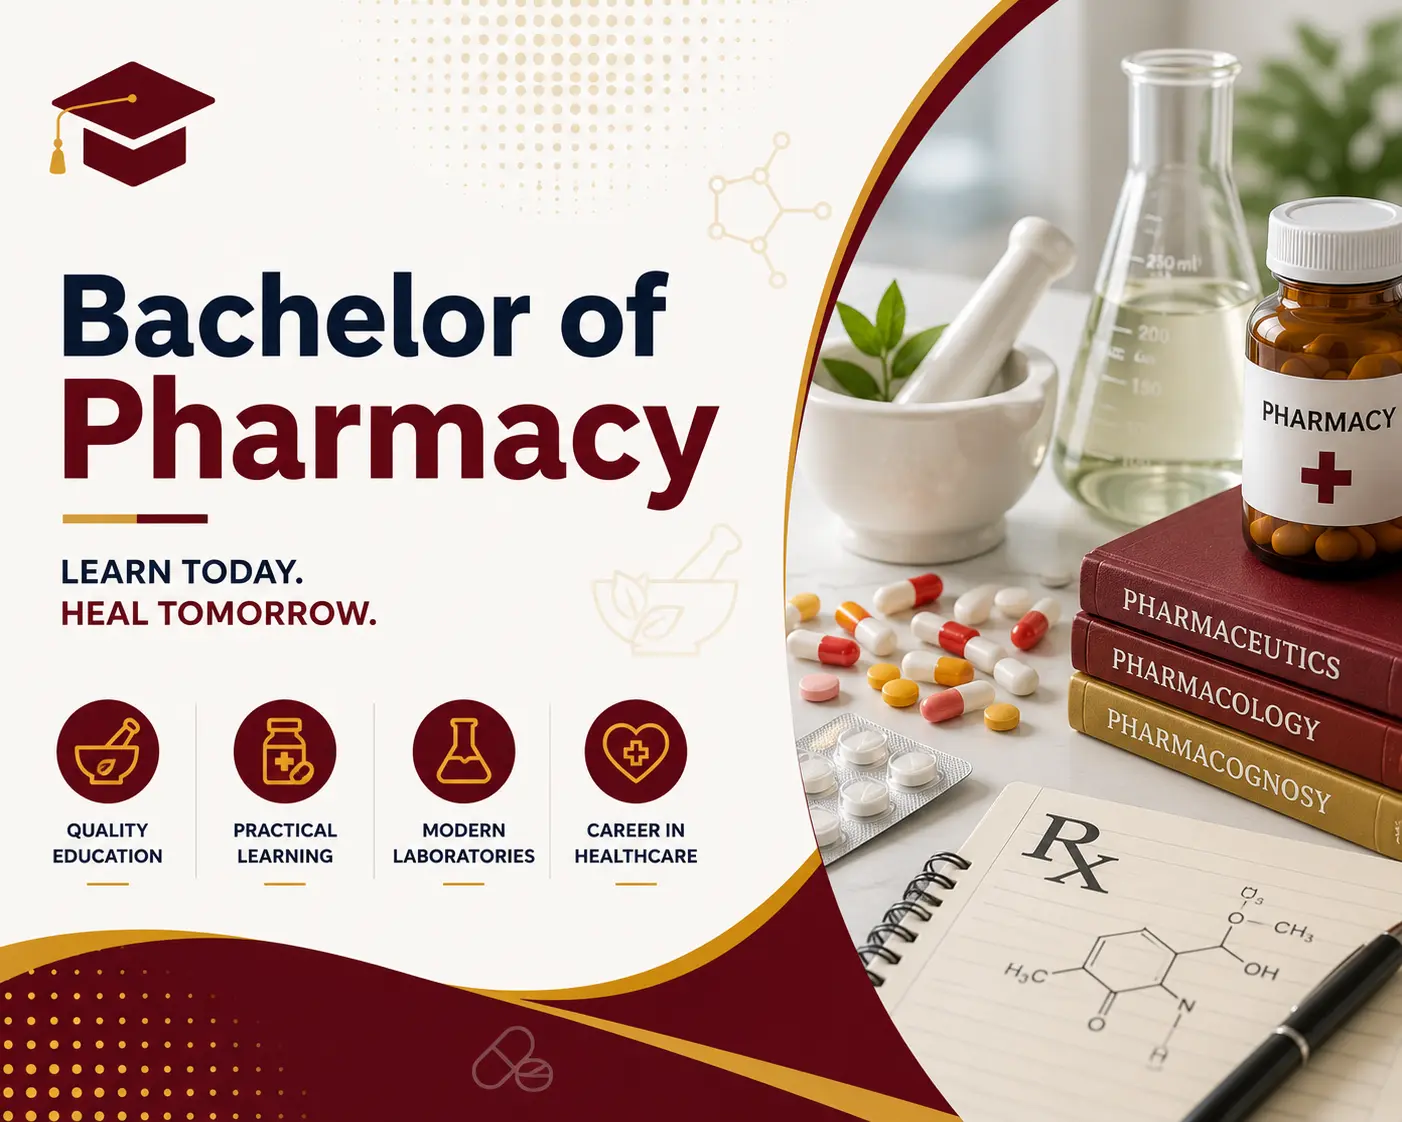 Bachelor of
Pharmacy
LEARN TODAY.
HEAL TOMORROW.
QUALITY
EDUCATION
PRACTICAL
LEARNING
MODERN
LABORATORIES
CAREER IN
HEALTHCARE
250 ml
200
PHARMACY
PHARMACEUTICS
PHARMACOLOGY
PHARMACOGNOSY
Rx
O
CH₃
H₃C
OH
O
N
H